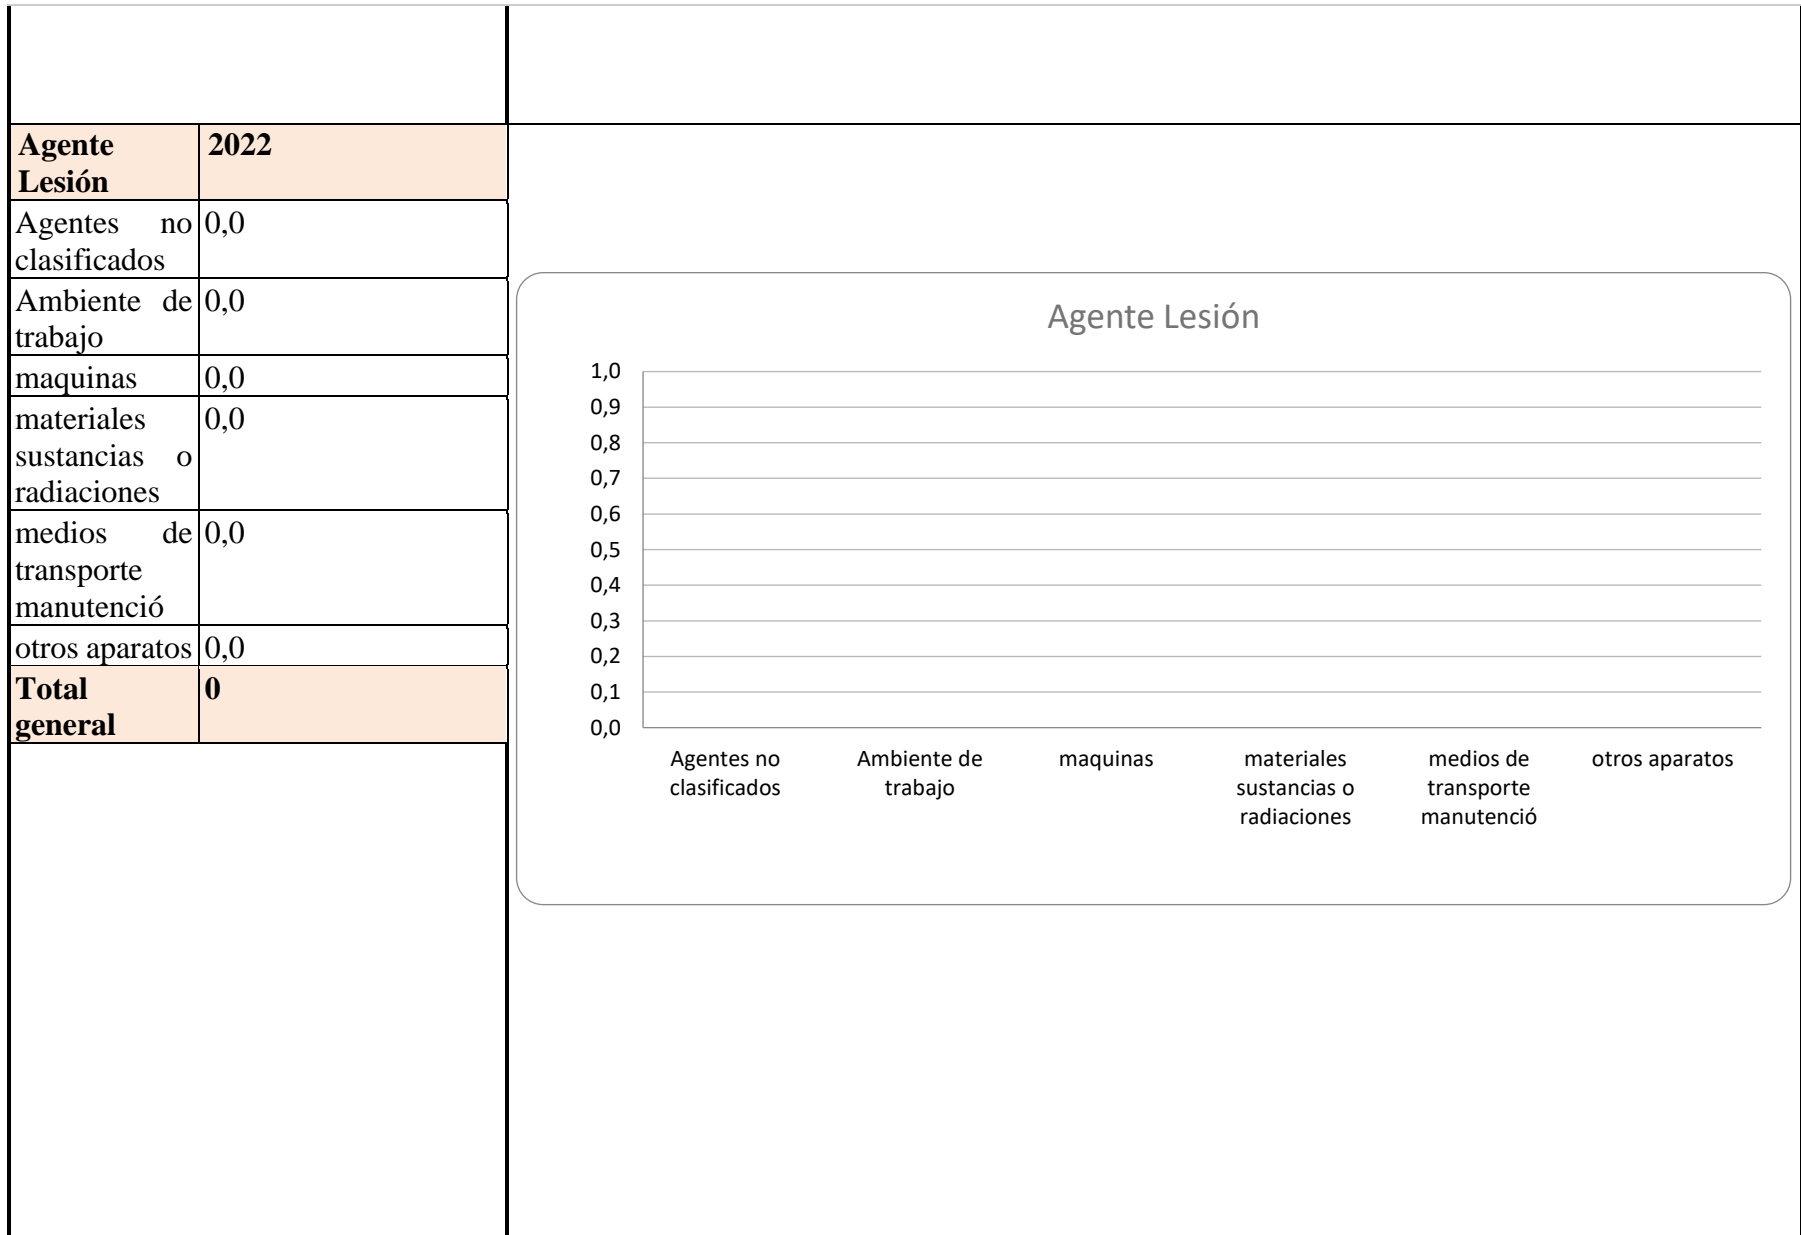 Agente
Lesión
2022
Agentes no
clasificados
0,0
Ambiente de
trabajo
0,0
maquinas
0,0
materiales
sustancias o
radiaciones
0,0
medios de
transporte
manutenció
0,0
otros aparatos
0,0
Total
general
0
Agente Lesión
1,0
0,9
0,8
0,7
0,6
0,5
0,4
0,3
0,2
0,1
0,0
Agentes no
clasificados
Ambiente de
trabajo
maquinas
materiales
sustancias o
radiaciones
medios de
transporte
manutenció
otros aparatos